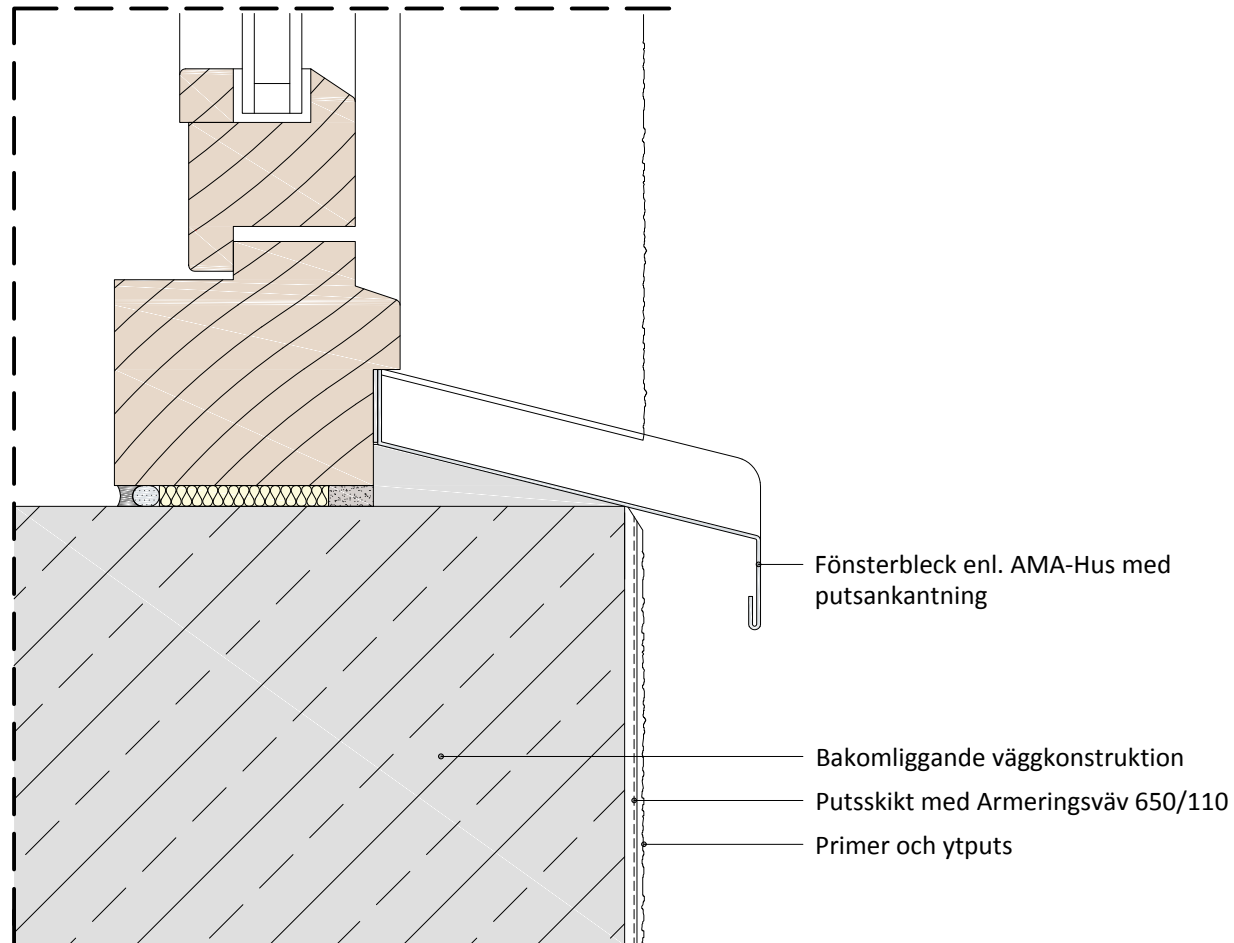 Fönsterbleck enl. AMA-Hus med
putsankantning
Bakomliggande väggkonstruktion
Putsskikt med Armeringsväv 650/110
Primer och ytputs